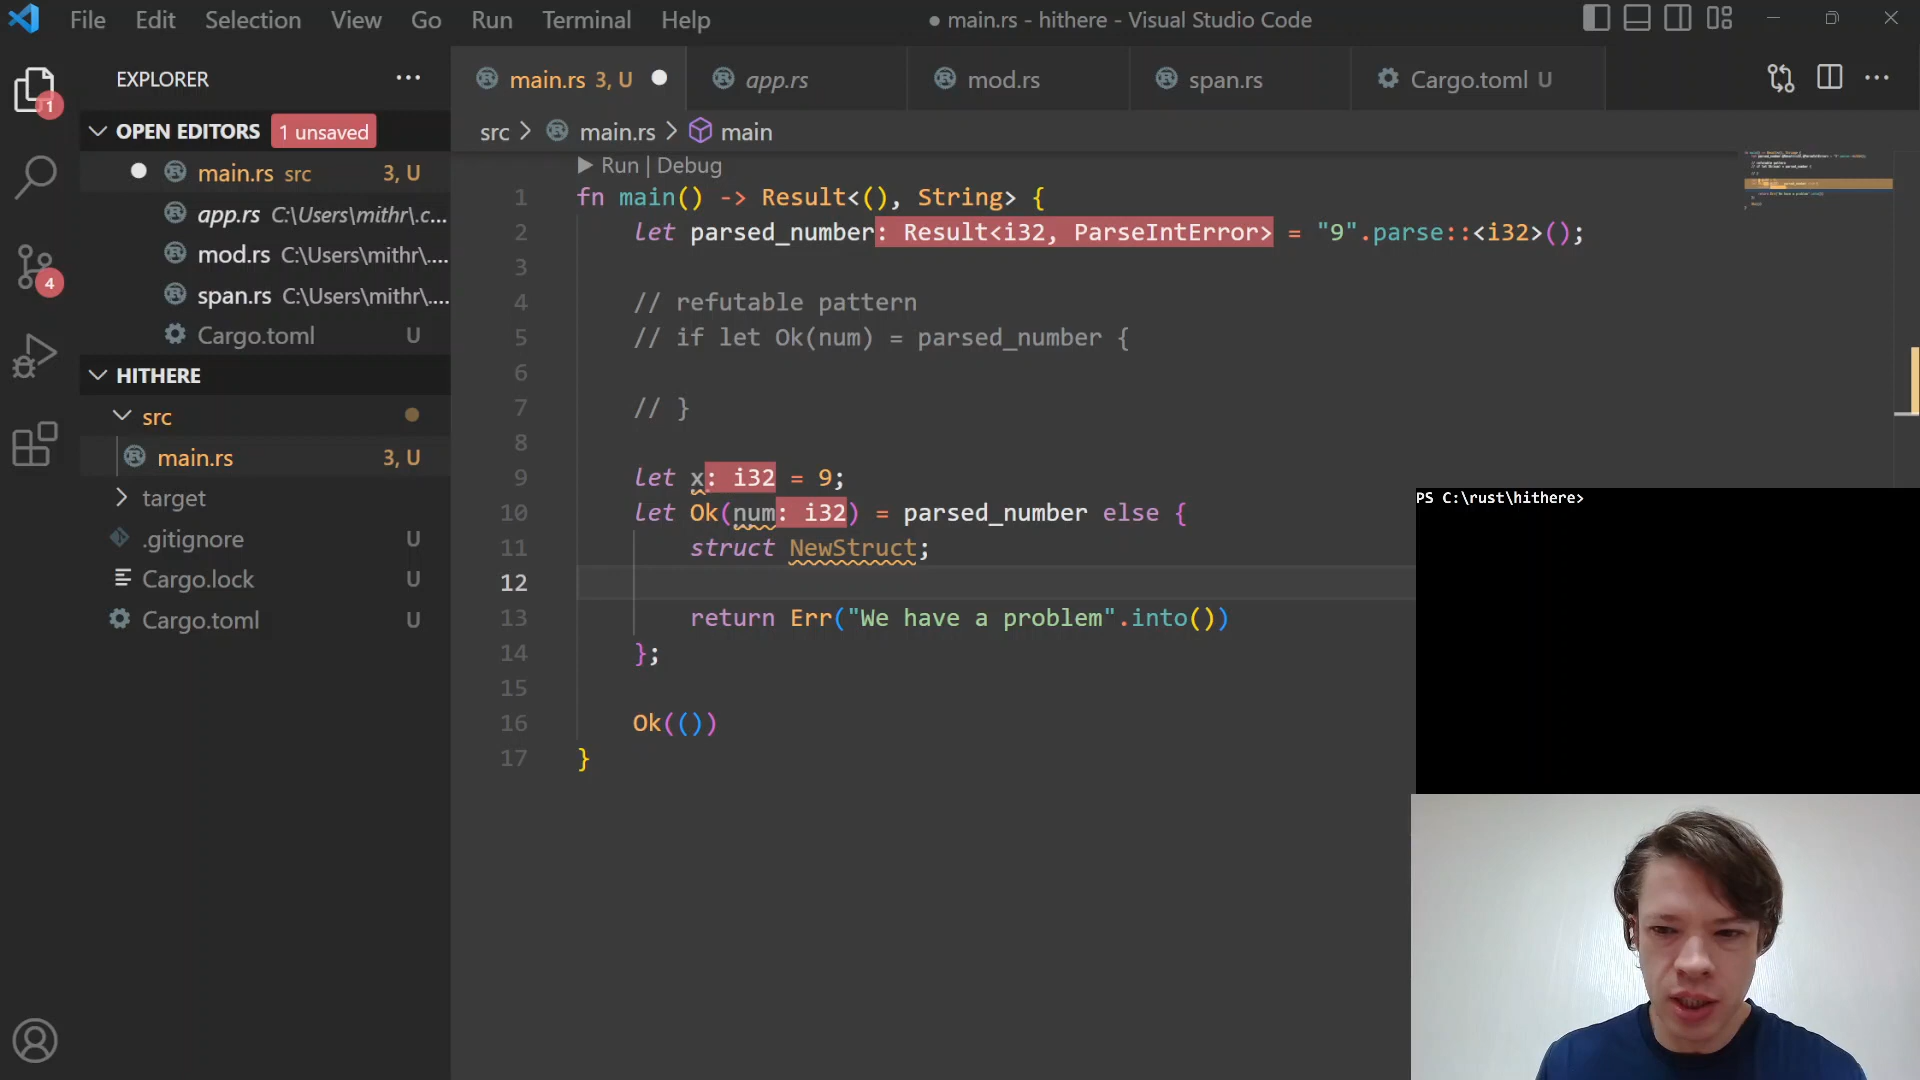 File Edit Selection View Go Run Terminal Help
● main.rs - hithere - Visual Studio Code
EXPLORER
OPEN EDITORS 1 unsaved
main.rs src 3, U
app.rs C:\Users\mithr\.c...
mod.rs C:\Users\mithr\....
span.rs C:\Users\mithr\....
Cargo.toml U
HITHERE
src
main.rs 3, U
target
.gitignore U
Cargo.lock U
Cargo.toml U
1
4
main.rs 3, U
app.rs
mod.rs
span.rs
Cargo.toml U
src > main.rs > main
Run | Debug
1 fn main() -> Result<(), String> {
2 let parsed_number: Result<i32, ParseIntError> = "9".parse::<i32>();
3
4 // refutable pattern
5 // if let Ok(num) = parsed_number {
6
7 // }
8
9 let x: i32 = 9;
10 let Ok(num: i32) = parsed_number else {
11 struct NewStruct;
12
13 return Err("We have a problem".into())
14 };
15
16 Ok(())
17 }
PS C:\rust\hithere>